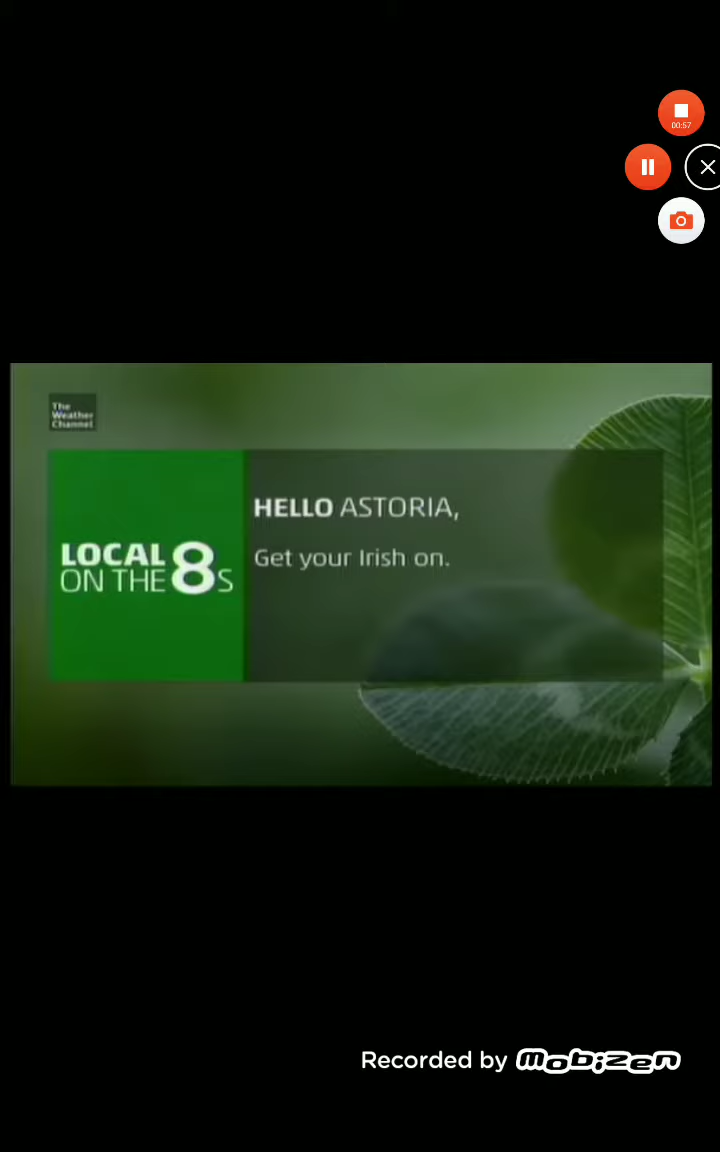 00:57
The
Weather
Channel
HELLO ASTORIA,
Get your Irish on.
LOCAL
ON THE 8s
Recorded by mobizen